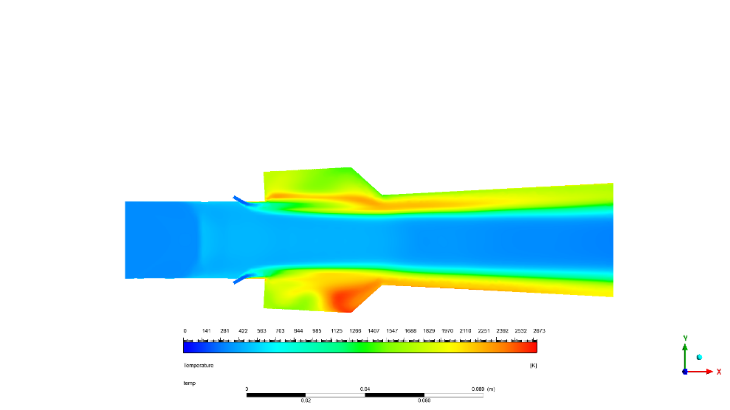 0 141 281 422 563 703 844 985 1125 1266 1407 1547 1688 1829 1970 2110 2251 2392 2532 2673
Temperature [K]
temp
0 0.04 0.080 (m)
0.02 0.060
Y
X